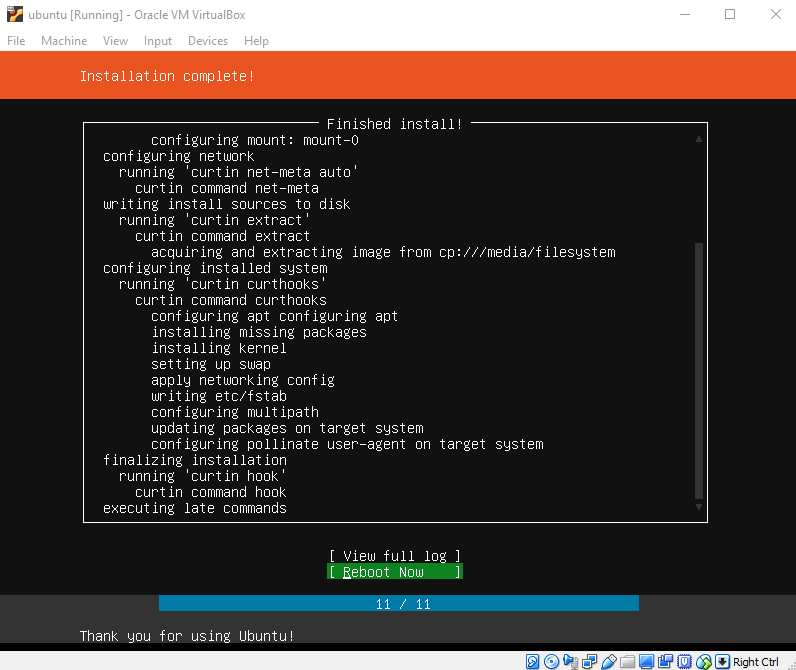 ubuntu [Running] - Oracle VM VirtualBox
File Machine View Input Devices Help
Installation complete!
Finished install!
configuring mount: mount-0
configuring network
running 'curtin net-meta auto'
curtin command net-meta
writing install sources to disk
running 'curtin extract'
curtin command extract
acquiring and extracting image from cp:///media/filesystem
configuring installed system
running 'curtin curthooks'
curtin command curthooks
configuring apt configuring apt
installing missing packages
installing kernel
setting up swap
apply networking config
writing etc/fstab
configuring multipath
updating packages on target system
configuring pollinate user-agent on target system
finalizing installation
running 'curtin hook'
curtin command hook
executing late commands
[ View full log ]
[ Reboot Now ]
11 / 11
Thank you for using Ubuntu!
Right Ctrl